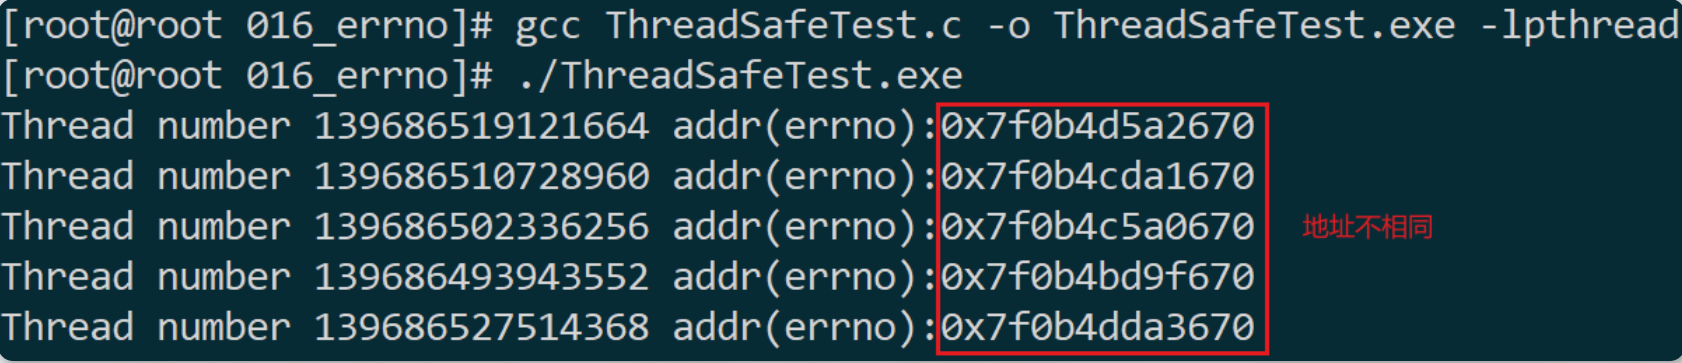 [root@root 016_errno]# gcc ThreadSafeTest.c -o ThreadSafeTest.exe -lpthread
[root@root 016_errno]# ./ThreadSafeTest.exe
Thread number 139686519121664 addr(errno):0x7f0b4d5a2670
Thread number 139686510728960 addr(errno):0x7f0b4cda1670
Thread number 139686502336256 addr(errno):0x7f0b4c5a0670 地址不相同
Thread number 139686493943552 addr(errno):0x7f0b4bd9f670
Thread number 139686527514368 addr(errno):0x7f0b4dda3670